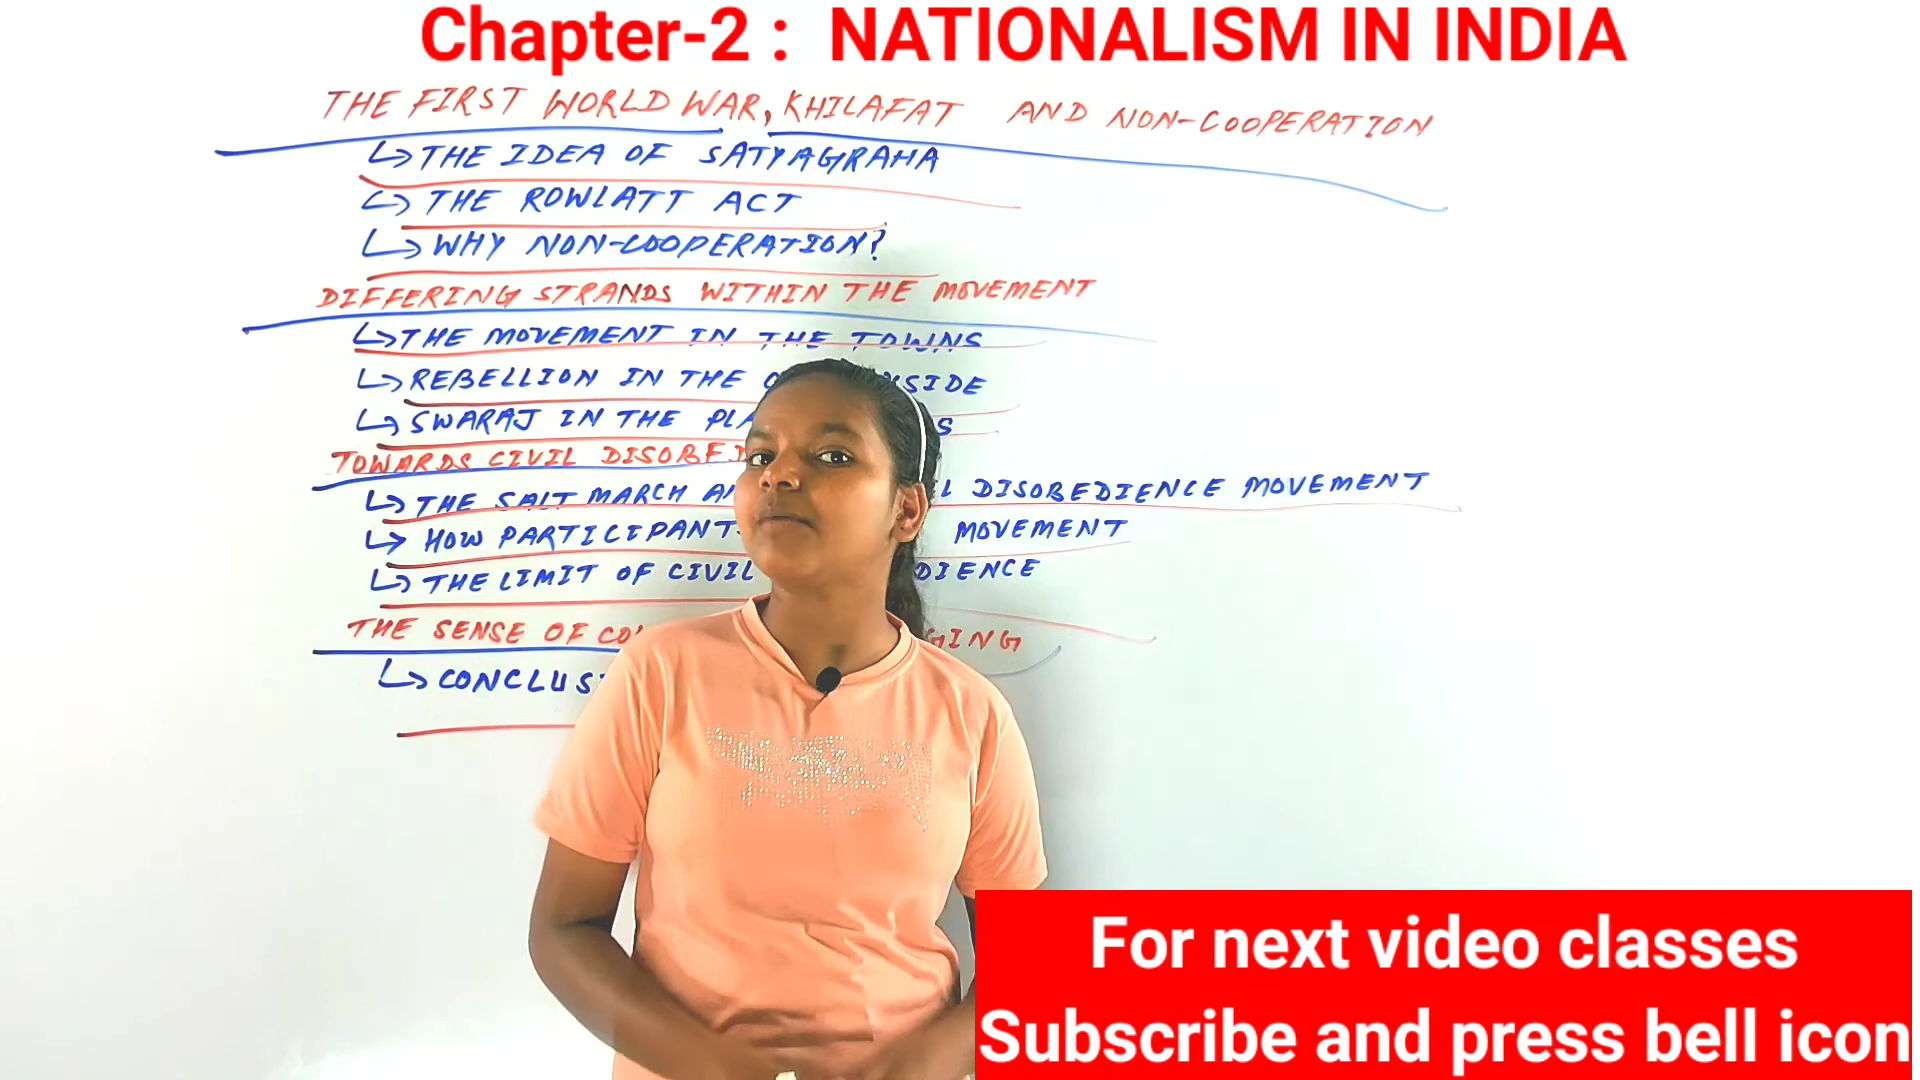 Chapter-2 : NATIONALISM IN INDIA
THE FIRST WORLD WAR, KHILAFAT AND NON-COOPERATION
THE IDEA OF SATYAGRAHA
THE ROWLATT ACT
WHY NON-COOPERATION?
DIFFERING STRANDS WITHIN THE MOVEMENT
THE MOVEMENT IN THE TOWNS
REBELLION IN THE
SWARAJ IN THE
TOWARDS CIVIL
THE SALT MARCH DISOBEDIENCE MOVEMENT
HOW MOVEMENT
THE LIMIT OF CIVIL
THE SENSE OF
For next video classes
Subscribe and press bell icon